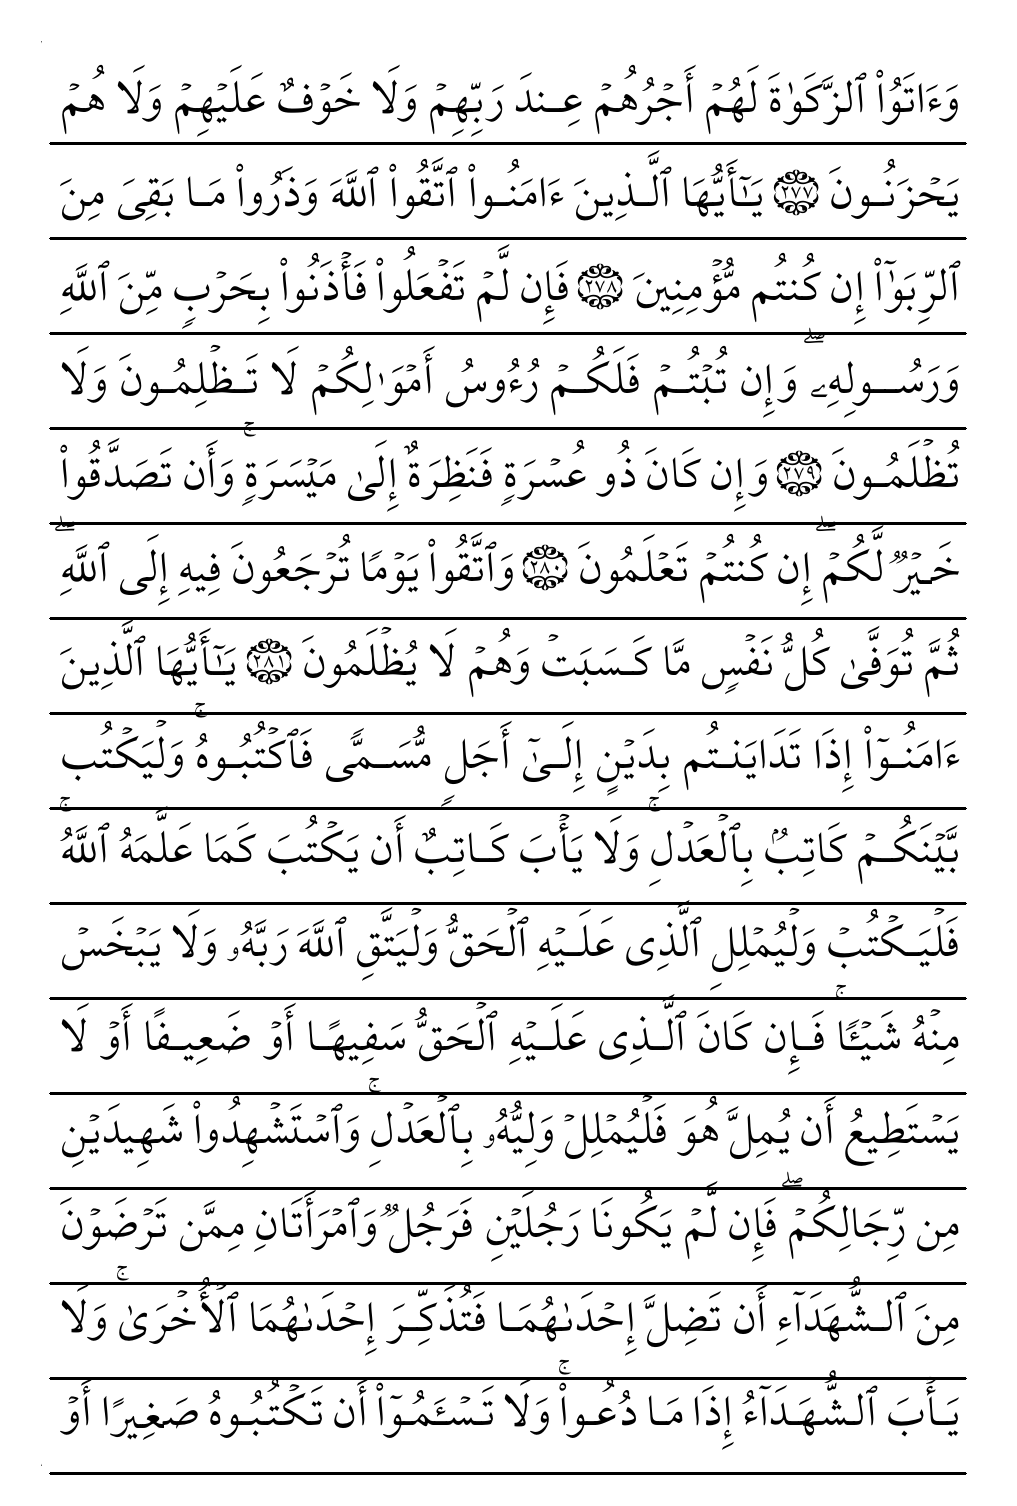 وَءَاتَوُا۟ ٱلزَّكَوٰةَ لَهُمۡ أَجۡرُهُمۡ عِندَ رَبِّهِمۡ وَلَا خَوۡفٌ عَلَيۡهِمۡ وَلَا هُمۡ
يَحۡزَنُونَ ٢٧٧ يَـٰٓأَيُّهَا ٱلَّذِينَ ءَامَنُوا۟ ٱتَّقُوا۟ ٱللَّهَ وَذَرُوا۟ مَا بَقِىَ مِنَ
ٱلرِّبَوٰٓا۟ إِن كُنتُم مُّؤۡمِنِينَ ٢٧٨ فَإِن لَّمۡ تَفۡعَلُوا۟ فَأۡذَنُوا۟ بِحَرۡبٍ مِّنَ ٱللَّهِ
وَرَسُولِهِۦۖ وَإِن تُبۡتُمۡ فَلَكُمۡ رُءُوسُ أَمۡوَٰلِكُمۡ لَا تَظۡلِمُونَ وَلَا
تُظۡلَمُونَ ٢٧٩ وَإِن كَانَ ذُو عُسۡرَةٍ فَنَظِرَةٌ إِلَىٰ مَيۡسَرَةٍۚ وَأَن تَصَدَّقُوا۟
خَيۡرٌ لَّكُمۡۖ إِن كُنتُمۡ تَعۡلَمُونَ ٢٨٠ وَٱتَّقُوا۟ يَوۡمًا تُرۡجَعُونَ فِيهِ إِلَى ٱللَّهِۖ
ثُمَّ تُوَفَّىٰ كُلُّ نَفۡسٍ مَّا كَسَبَتۡ وَهُمۡ لَا يُظۡلَمُونَ ٢٨١ يَـٰٓأَيُّهَا ٱلَّذِينَ
ءَامَنُوٓا۟ إِذَا تَدَايَنتُم بِدَيۡنٍ إِلَىٰٓ أَجَلٍ مُّسَمًّى فَٱكۡتُبُوهُۚ وَلۡيَكۡتُب
بَّيۡنَكُمۡ كَاتِبٌۢ بِٱلۡعَدۡلِۚ وَلَا يَأۡبَ كَاتِبٌ أَن يَكۡتُبَ كَمَا عَلَّمَهُ ٱللَّهُۚ
فَلۡيَكۡتُبۡ وَلۡيُمۡلِلِ ٱلَّذِى عَلَيۡهِ ٱلۡحَقُّ وَلۡيَتَّقِ ٱللَّهَ رَبَّهُۥ وَلَا يَبۡخَسۡ
مِنۡهُ شَيۡـًٔاۚ فَإِن كَانَ ٱلَّذِى عَلَيۡهِ ٱلۡحَقُّ سَفِيهًا أَوۡ ضَعِيفًا أَوۡ لَا
يَسۡتَطِيعُ أَن يُمِلَّ هُوَ فَلۡيُمۡلِلۡ وَلِيُّهُۥ بِٱلۡعَدۡلِۚ وَٱسۡتَشۡهِدُوا۟ شَهِيدَيۡنِ
مِن رِّجَالِكُمۡۖ فَإِن لَّمۡ يَكُونَا رَجُلَيۡنِ فَرَجُلٌ وَٱمۡرَأَتَانِ مِمَّن تَرۡضَوۡنَ
مِنَ ٱلشُّهَدَآءِ أَن تَضِلَّ إِحۡدَىٰهُمَا فَتُذَكِّرَ إِحۡدَىٰهُمَا ٱلۡأُخۡرَىٰۚ وَلَا
يَأۡبَ ٱلشُّهَدَآءُ إِذَا مَا دُعُوا۟ۚ وَلَا تَسۡـَٔمُوٓا۟ أَن تَكۡتُبُوهُ صَغِيرًا أَوۡ